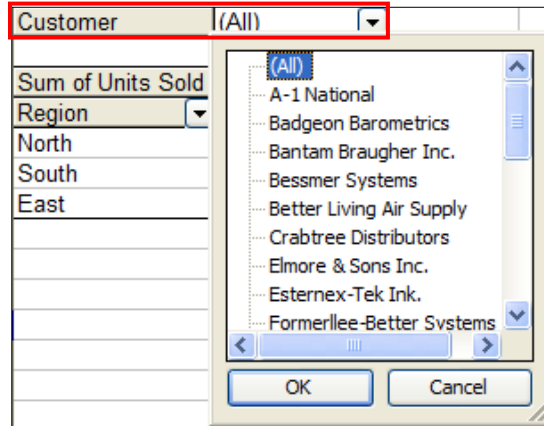 Customer (All)
(All)
Sum of Units Sold
A-1 National
Region
Badgeon Barometrics
North
Bantam Braugher Inc.
South
Bessmer Systems
East
Better Living Air Supply
Crabtree Distributors
Elmore & Sons Inc.
Esternex-Tek Ink.
Formerllee-Better Systems
OK Cancel